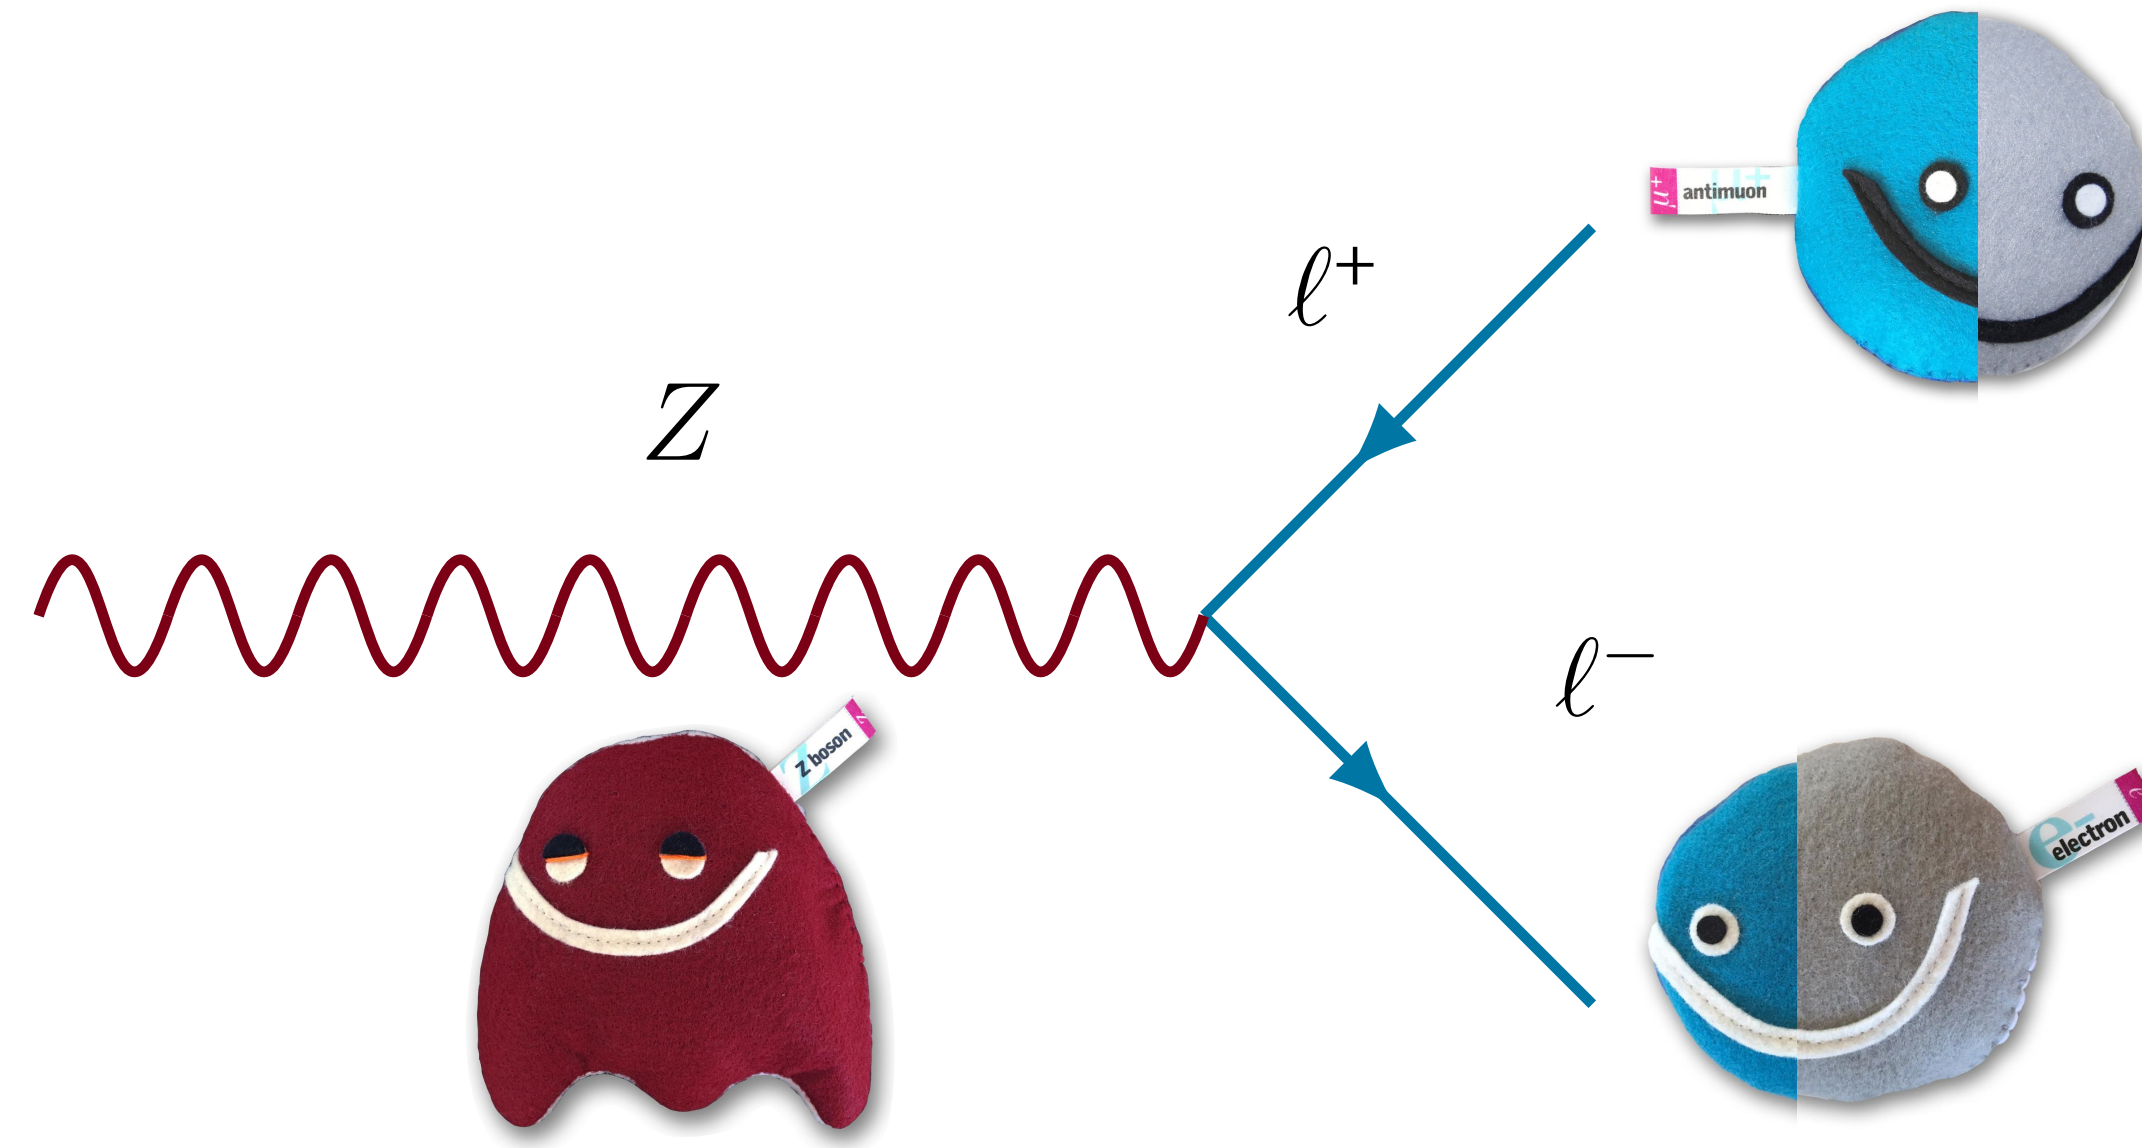 μ+ antimuon
ℓ+
Z
ℓ−
Z boson
e− electron